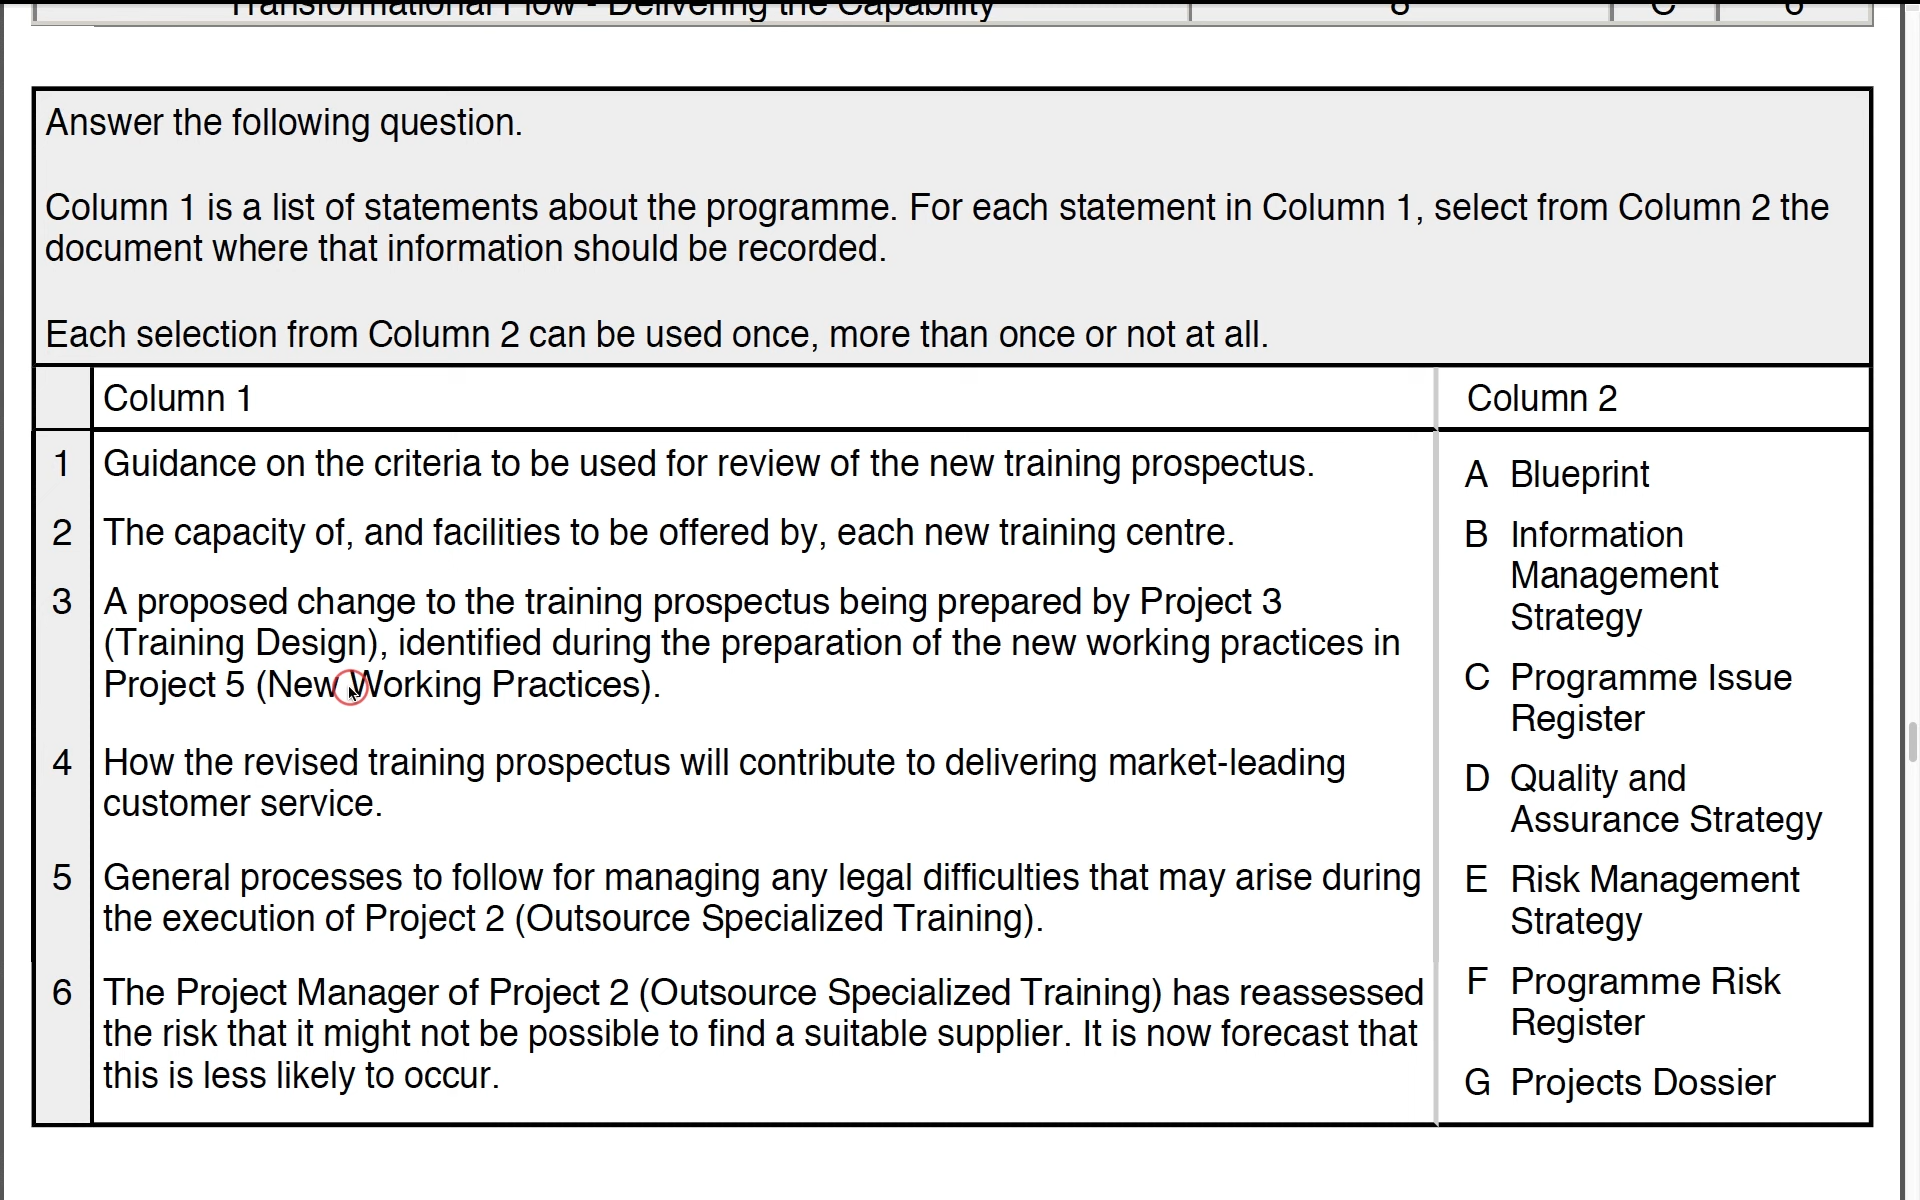 Transformational Flow - Delivering the Capability 8 C 6
Answer the following question.
Column 1 is a list of statements about the programme. For each statement in Column 1, select from Column 2 the
document where that information should be recorded.
Each selection from Column 2 can be used once, more than once or not at all.
Column 1
Column 2
1 Guidance on the criteria to be used for review of the new training prospectus.
2 The capacity of, and facilities to be offered by, each new training centre.
3 A proposed change to the training prospectus being prepared by Project 3
(Training Design), identified during the preparation of the new working practices in
Project 5 (New Working Practices).
4 How the revised training prospectus will contribute to delivering market-leading
customer service.
5 General processes to follow for managing any legal difficulties that may arise during
the execution of Project 2 (Outsource Specialized Training).
6 The Project Manager of Project 2 (Outsource Specialized Training) has reassessed
the risk that it might not be possible to find a suitable supplier. It is now forecast that
this is less likely to occur.
A Blueprint
B Information
Management
Strategy
C Programme Issue
Register
D Quality and
Assurance Strategy
E Risk Management
Strategy
F Programme Risk
Register
G Projects Dossier